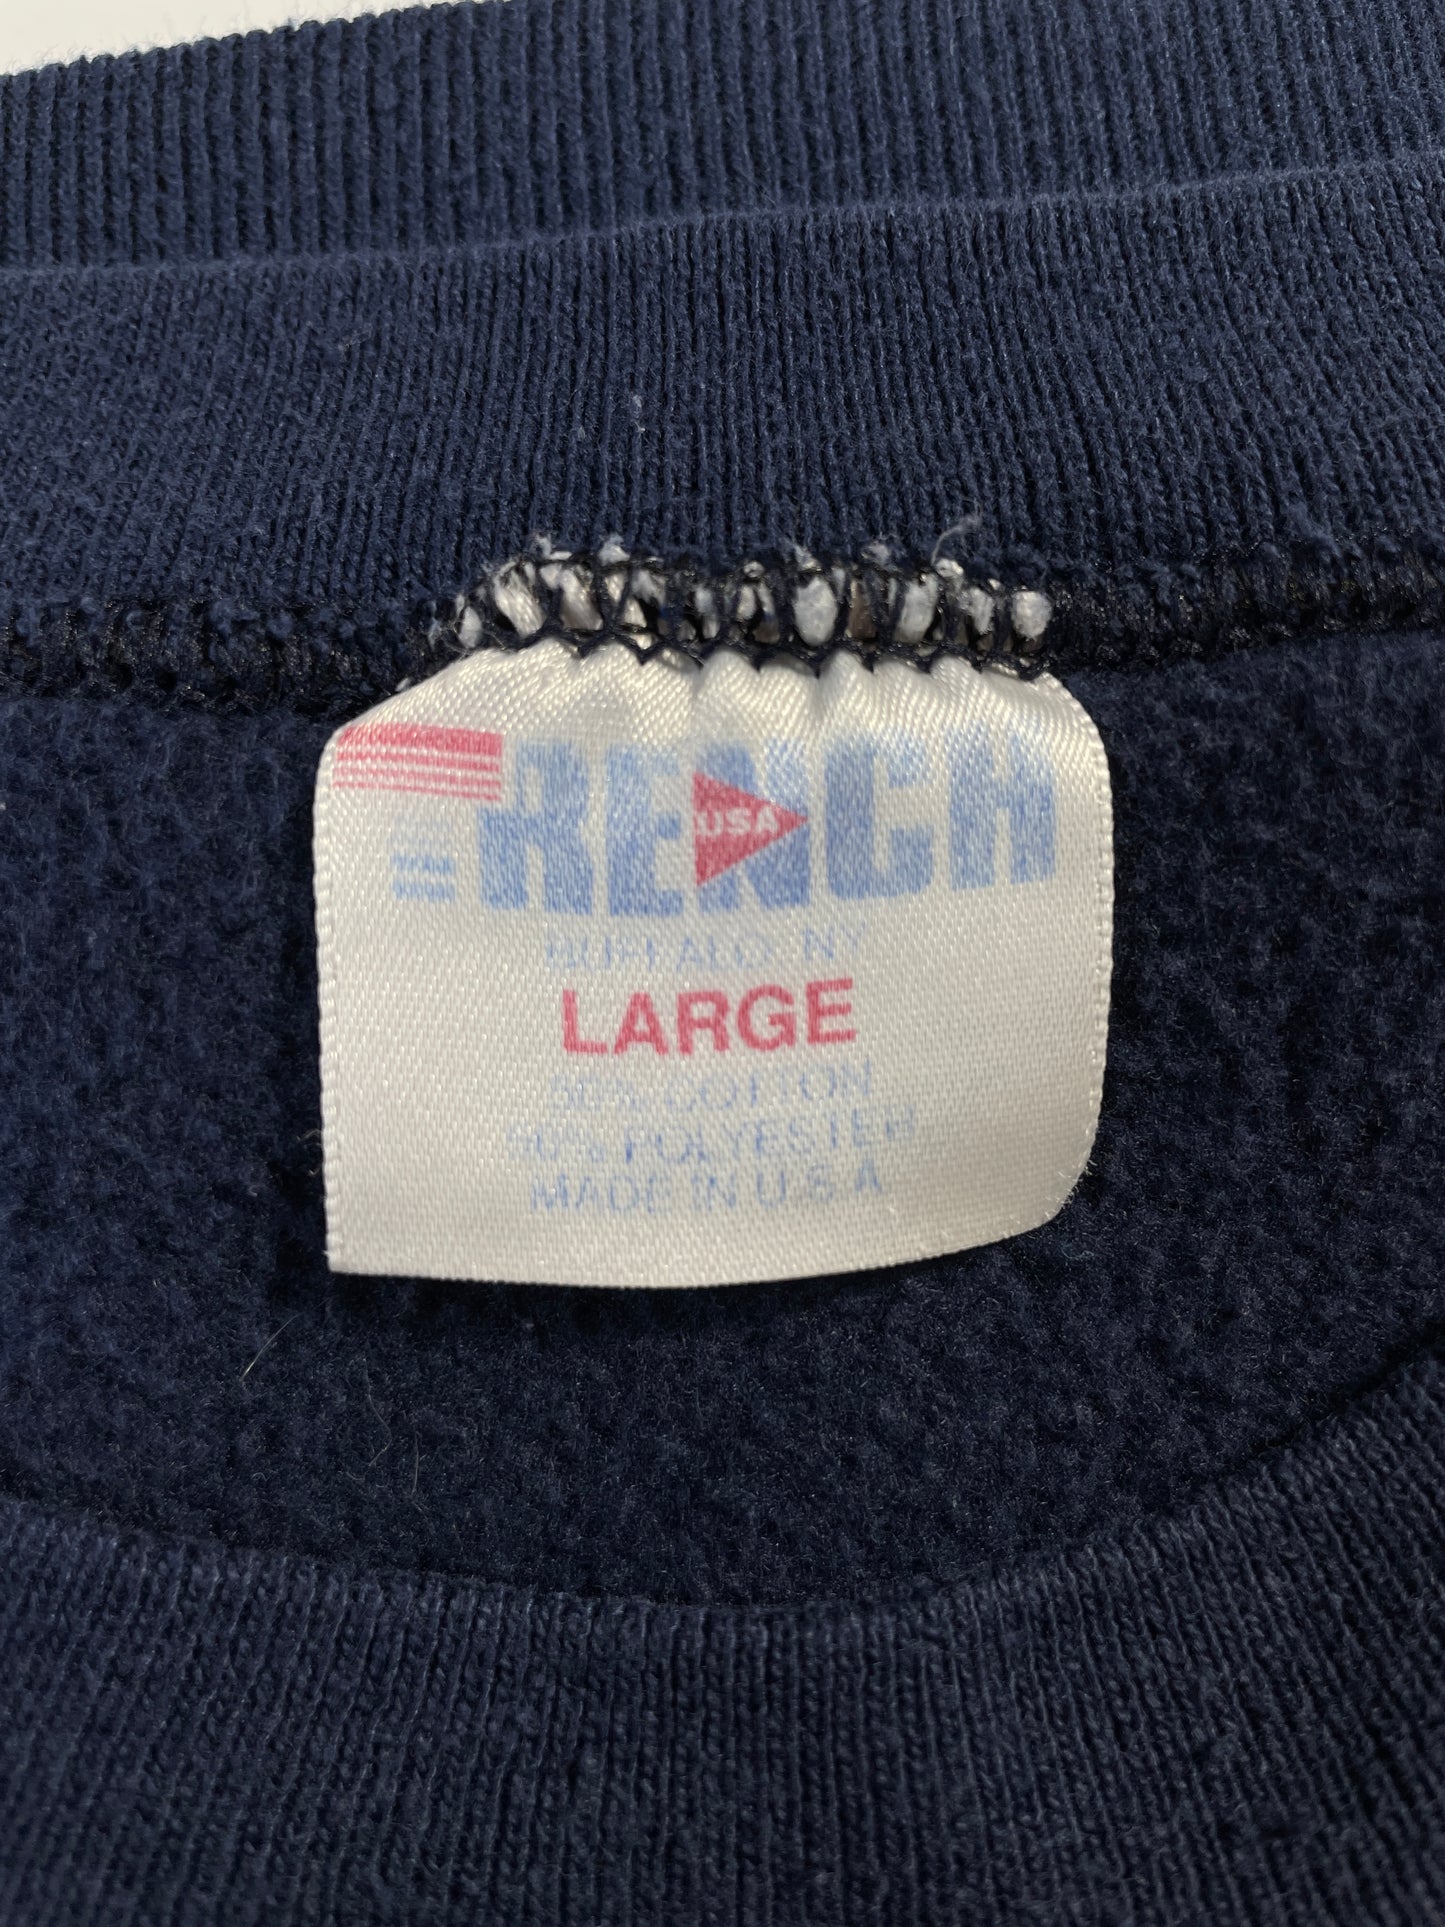 TRENCH
USA
BUFFALO, NY
LARGE
50% COTTON
50% POLYESTER
MADE IN U.S.A